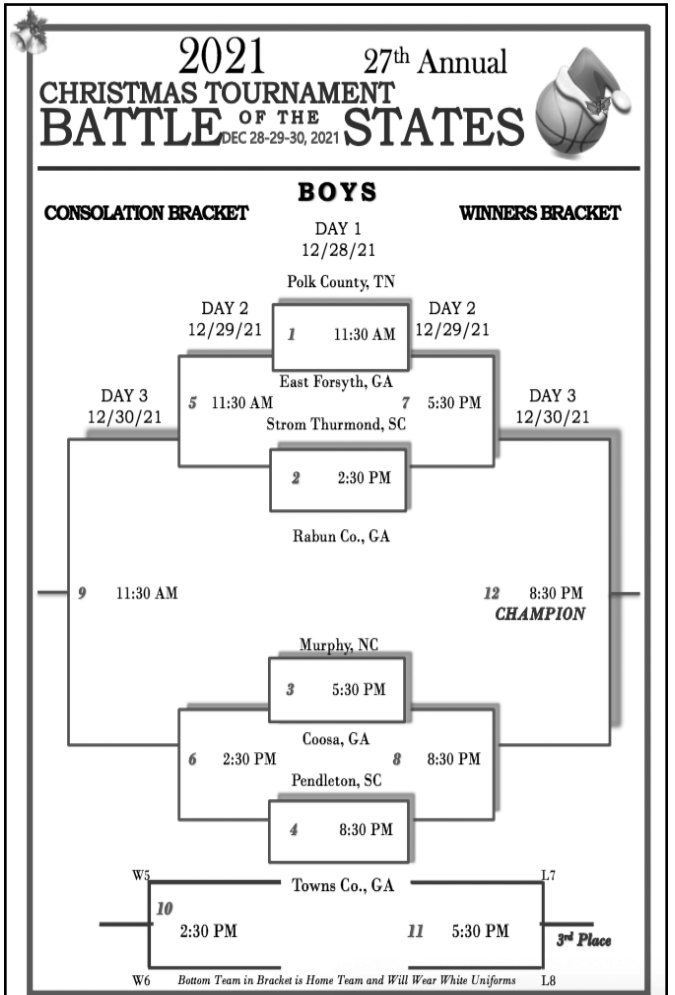 2021 27th Annual
CHRISTMAS TOURNAMENT
BATTLE OF THE STATES
DEC 28-29-30, 2021
BOYS
CONSOLATION BRACKET WINNERS BRACKET
DAY 1
12/28/21
Polk County, TN
DAY 2 DAY 2
12/29/21 12/29/21
1 11:30 AM
East Forsyth, GA
DAY 3 DAY 3
12/30/21 12/30/21
5 11:30 AM 7 5:30 PM
Strom Thurmond, SC
2 2:30 PM
Rabun Co., GA
9 11:30 AM 12 8:30 PM
CHAMPION
Murphy, NC
3 5:30 PM
Coosa, GA
6 2:30 PM 8 8:30 PM
Pendleton, SC
4 8:30 PM
W5 L7
Towns Co., GA
10
2:30 PM 11 5:30 PM
3rd Place
W6 Bottom Team in Bracket is Home Team and Will Wear White Uniforms L8